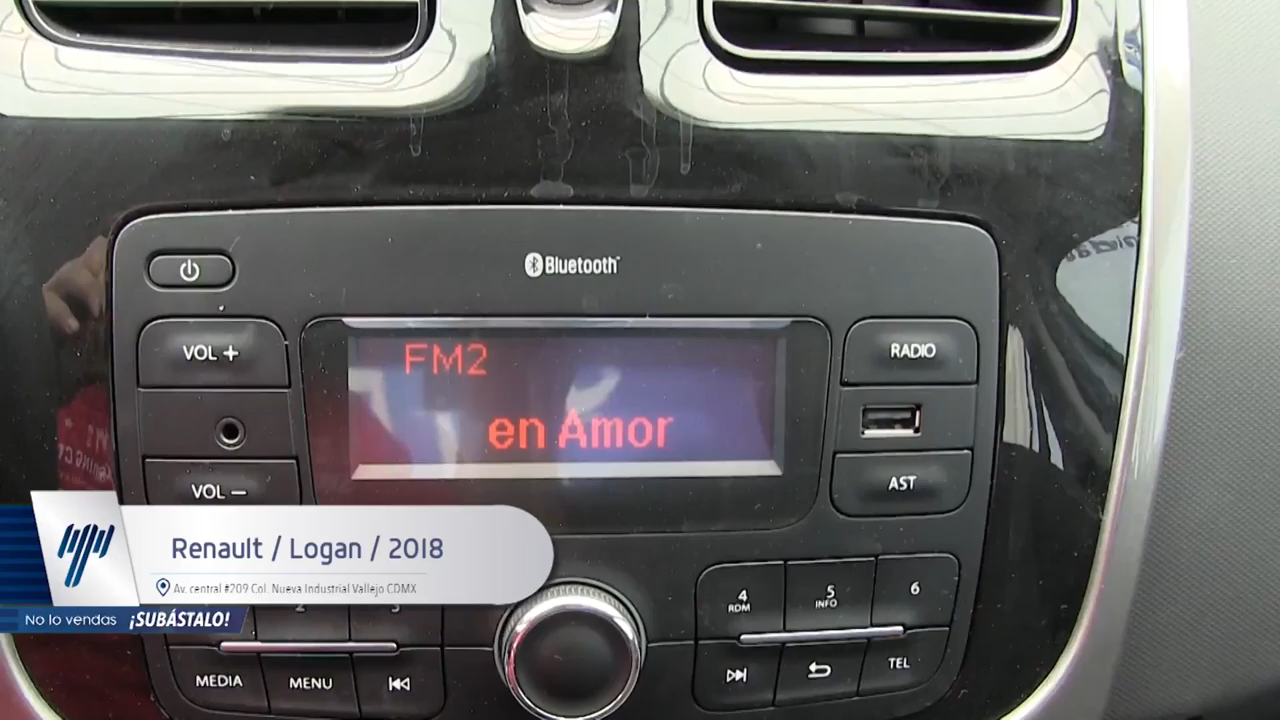 Bluetooth
VOL +
RADIO
FM2
en Amor
VOL –
AST
Renault / Logan / 2018
Av. central #209 Col. Nueva Industrial Vallejo CDMX
No lo vendas ¡SUBÁSTALO!
2
3
4
RDM
5
INFO
6
MEDIA
MENU
TEL